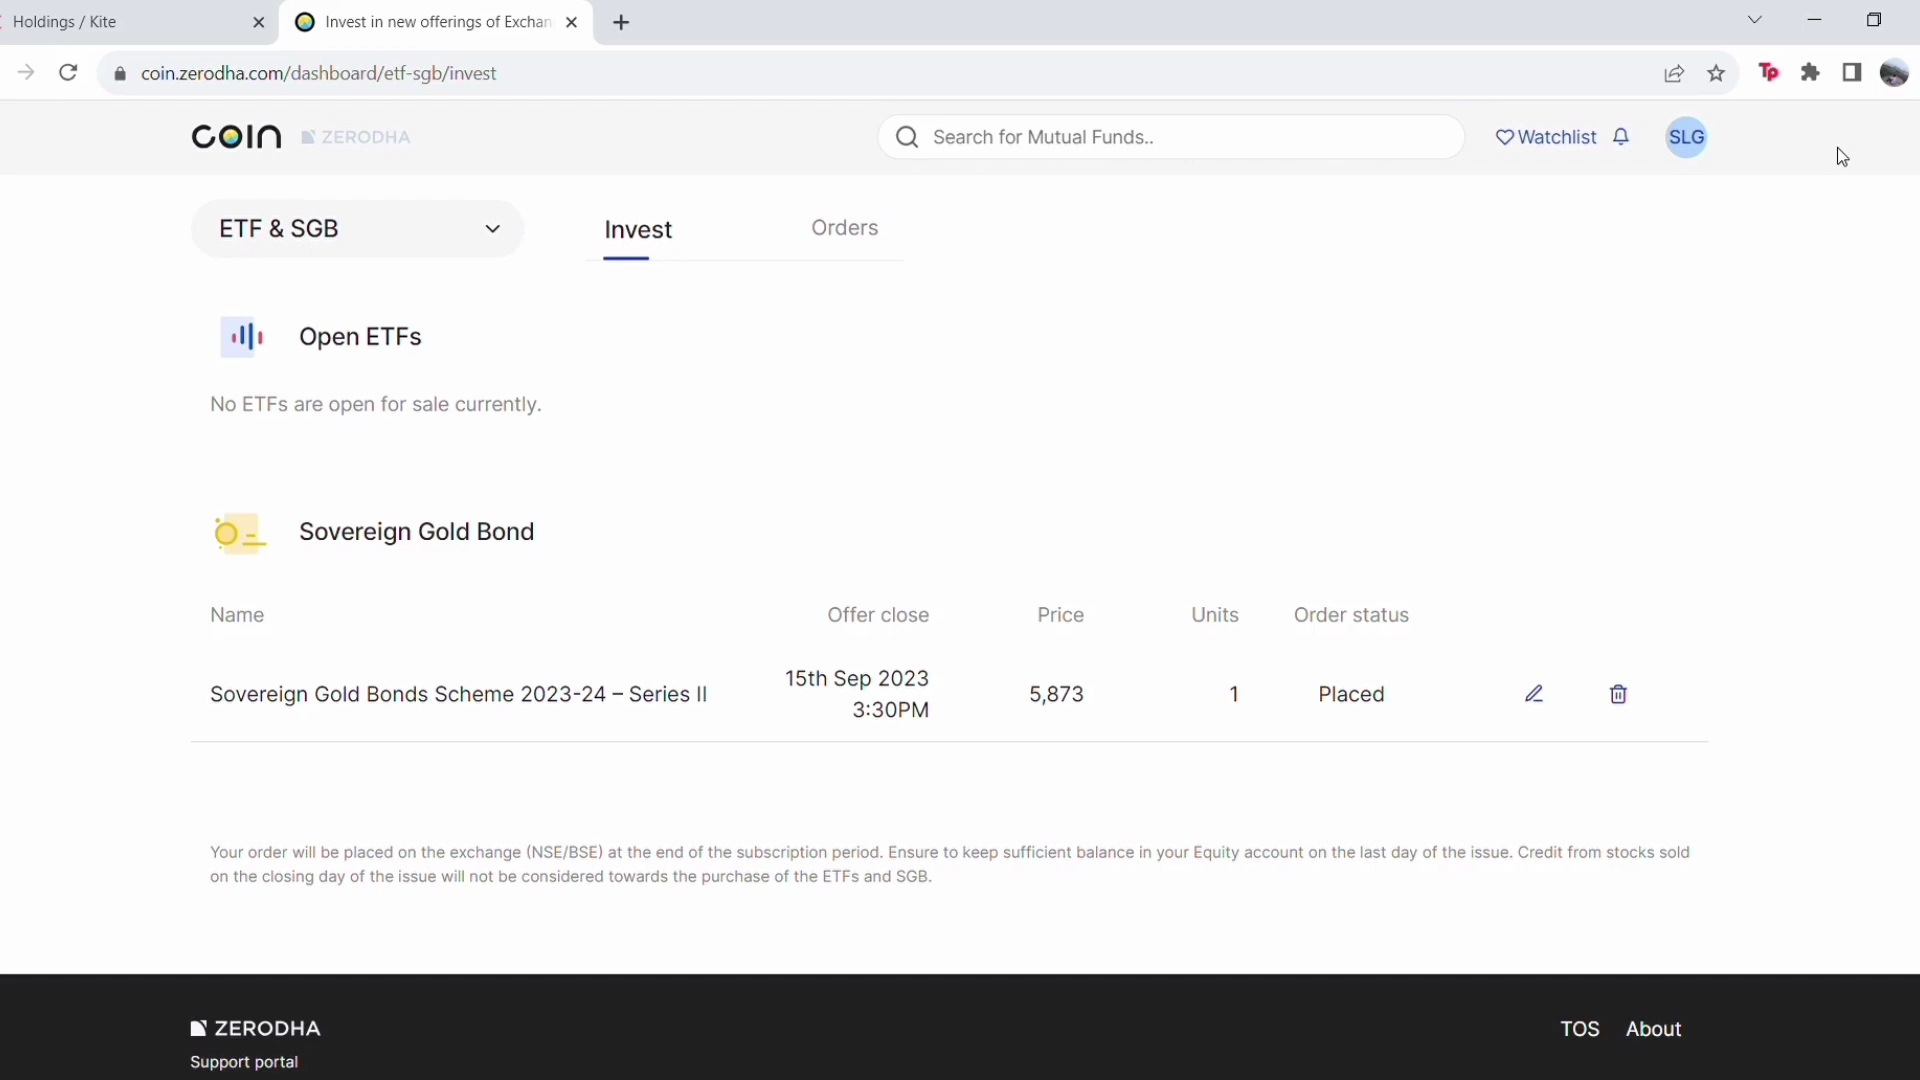 Holdings / Kite
Invest in new offerings of Exchan
coin.zerodha.com/dashboard/etf-sgb/invest
Tp
coin ZERODHA
Search for Mutual Funds..
Watchlist
SLG
ETF & SGB
Invest
Orders
Open ETFs
No ETFs are open for sale currently.
Sovereign Gold Bond
Name Offer close Price Units Order status
Sovereign Gold Bonds Scheme 2023-24 – Series II 15th Sep 2023 5,873 1 Placed
3:30PM
Your order will be placed on the exchange (NSE/BSE) at the end of the subscription period. Ensure to keep sufficient balance in your Equity account on the last day of the issue. Credit from stocks sold
on the closing day of the issue will not be considered towards the purchase of the ETFs and SGB.
ZERODHA
TOS About
Support portal